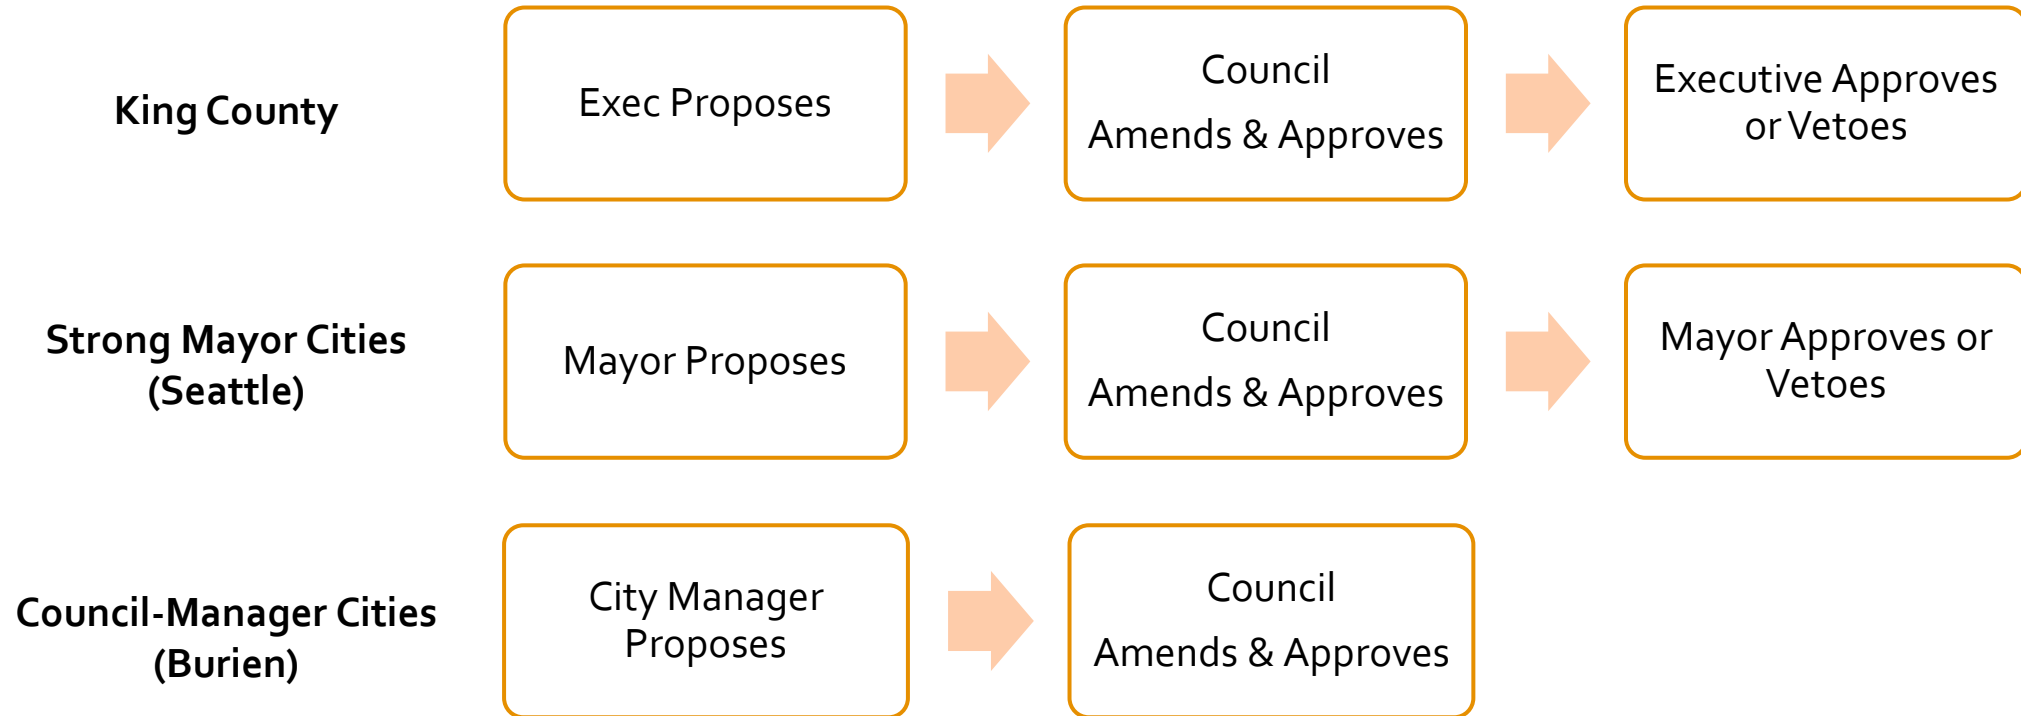 King County
Exec Proposes
Council
Amends & Approves
Executive Approves
or Vetoes
Strong Mayor Cities
(Seattle)
Mayor Proposes
Council
Amends & Approves
Mayor Approves or
Vetoes
Council-Manager Cities
(Burien)
City Manager
Proposes
Council
Amends & Approves